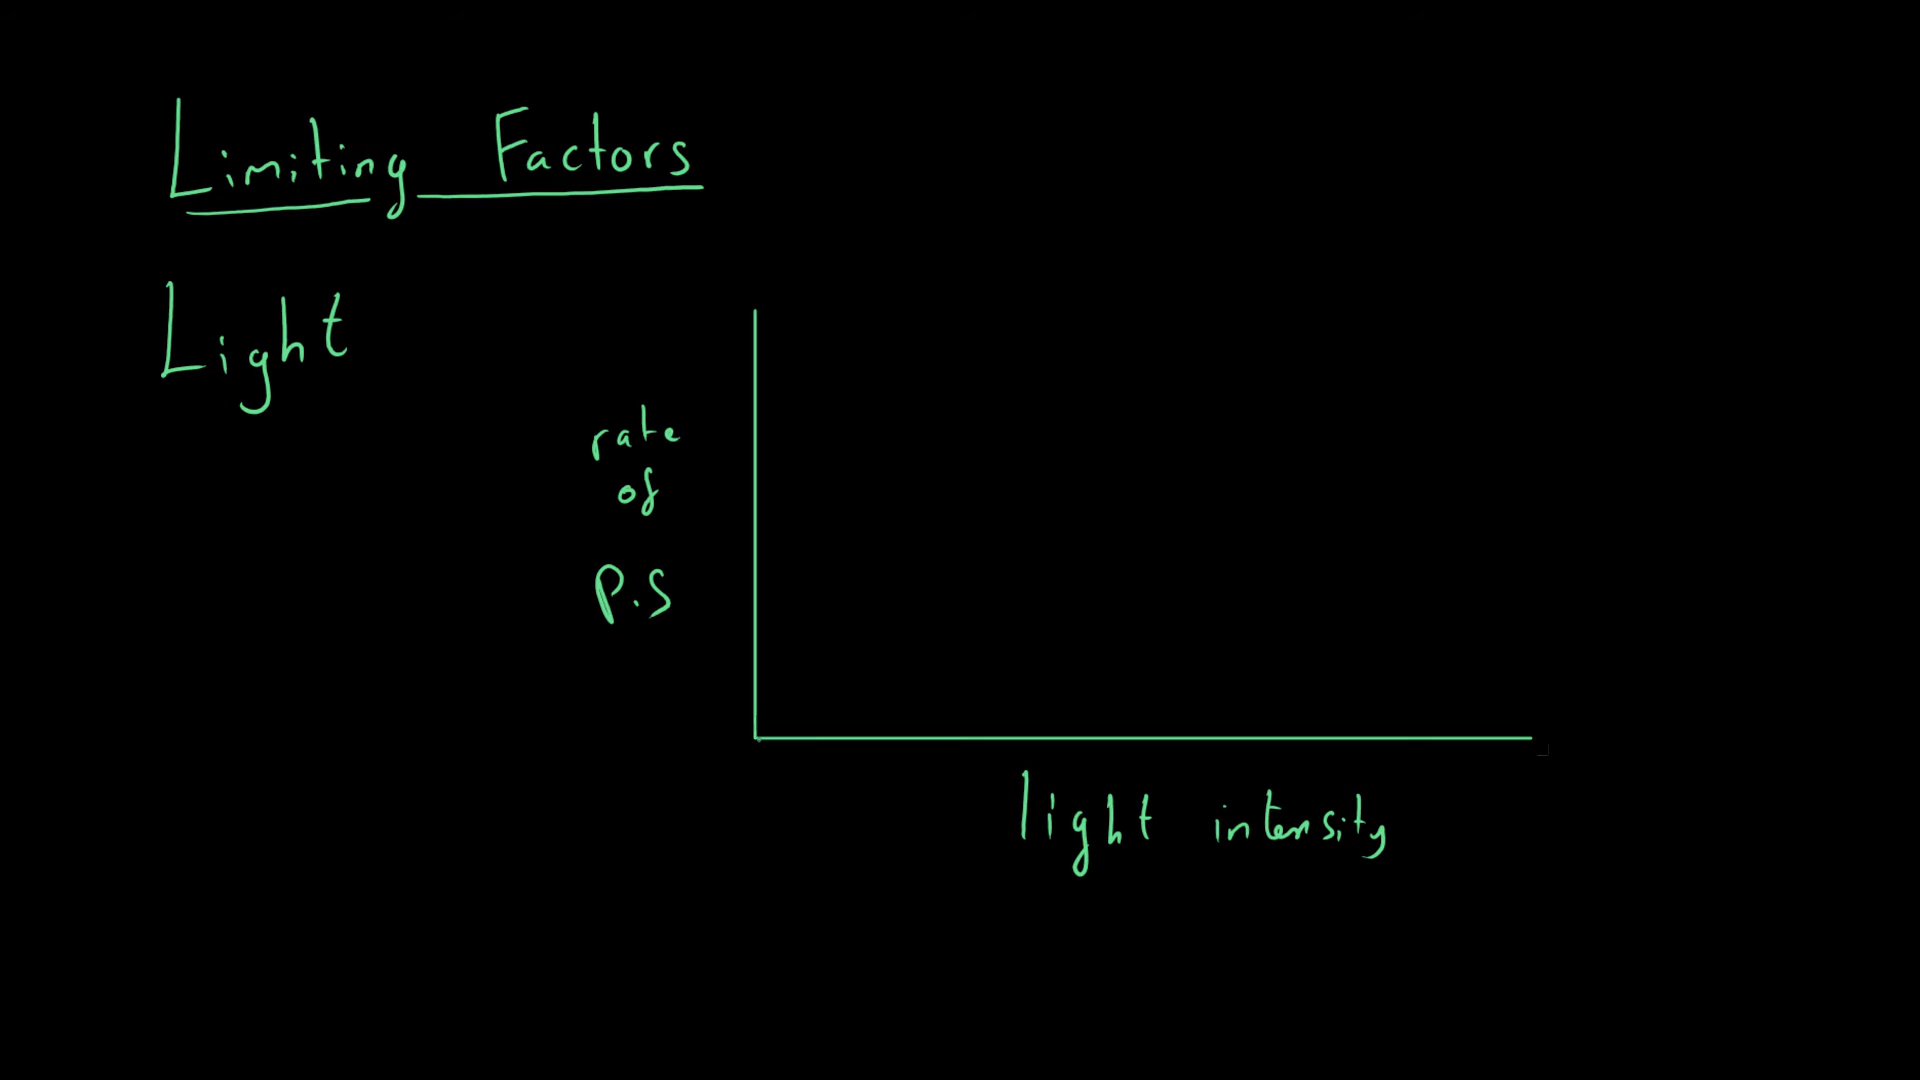 Limiting Factors
Light
rate
of
P.S
light intensity